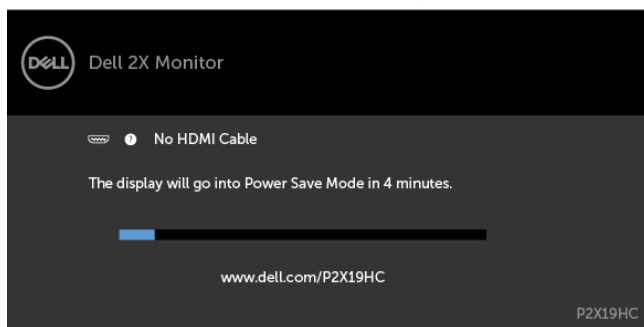 DELL
Dell 2X Monitor
? No HDMI Cable
The display will go into Power Save Mode in 4 minutes.
www.dell.com/P2X19HC
P2X19HC